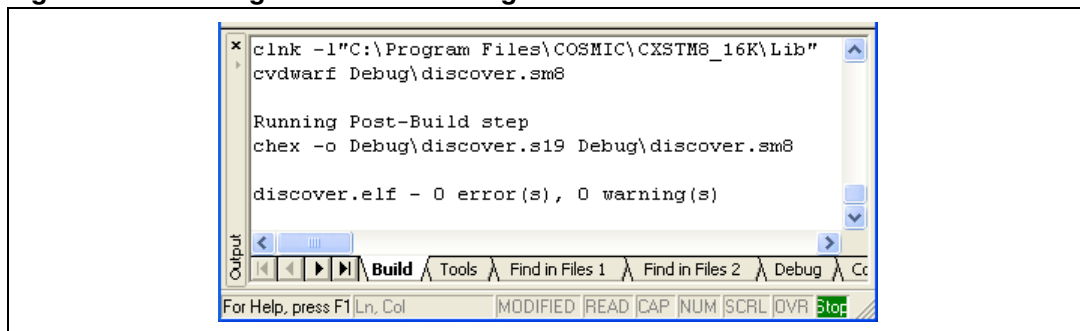 clnk -l"C:\Program Files\COSMIC\CXSTM8_16K\Lib"
cvdwarf Debug\discover.sm8
Running Post-Build step
chex -o Debug\discover.s19 Debug\discover.sm8
discover.elf - 0 error(s), 0 warning(s)
Output
Build Tools Find in Files 1 Find in Files 2 Debug Co
For Help, press F1 Ln, Col MODIFIED READ CAP NUM SCRL OVR Stop